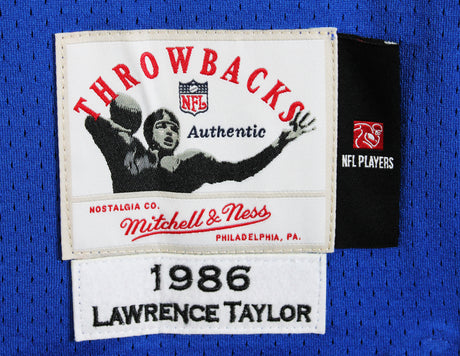 THROWBACKS
NFL
Authentic
NFL PLAYERS
NOSTALGIA CO.
Mitchell & Ness
PHILADELPHIA, PA.
1986
LAWRENCE TAYLOR